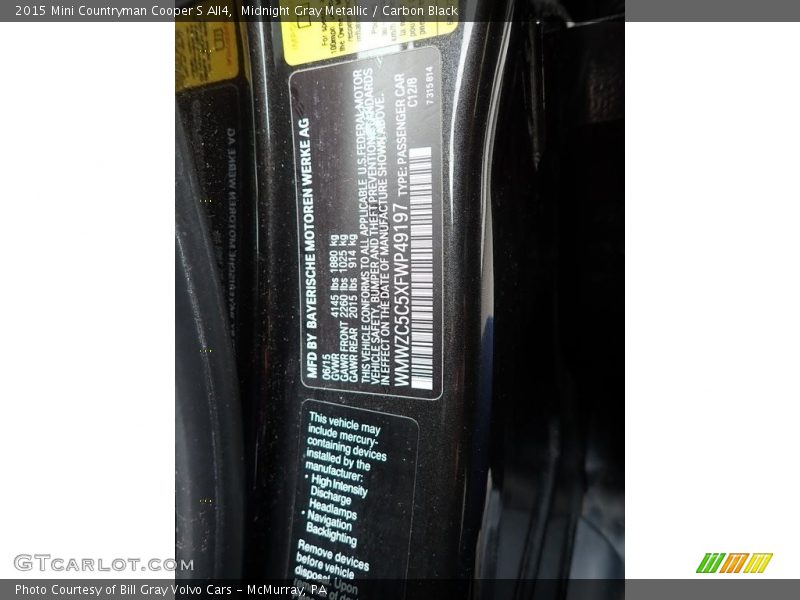 2015 Mini Countryman Cooper S All4,  Midnight Gray Metallic / Carbon Black
MFD BY BAYERISCHE MOTOREN WERKE AG
06/15
GVWR 4145 lbs 1880 kg
GAWR FRONT 2260 lbs 1025 kg
GAWR REAR 2015 lbs 914 kg
THIS VEHICLE CONFORMS TO ALL APPLICABLE U.S. FEDERAL MOTOR
VEHICLE SAFETY, BUMPER, AND THEFT PREVENTION STANDARDS
IN EFFECT ON THE DATE OF MANUFACTURE SHOWN ABOVE.
WMWZC5C5XFWP49197 TYPE: PASSENGER CAR
C12/8
7 315 814
This vehicle may
include mercury-
containing devices
installed by the
manufacturer:
• High Intensity
Discharge
Headlamps
• Navigation
Backlighting
Remove devices
before vehicle
disposal. Upon
GTCarLot.com
Photo Courtesy of Bill Gray Volvo Cars – McMurray, PA